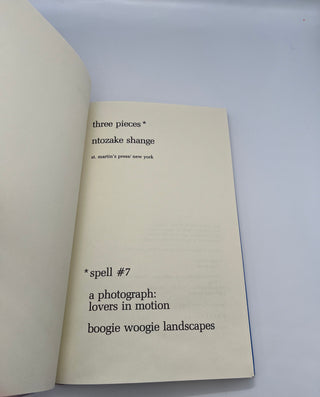 three pieces*
ntozake shange
st. martin's press/ new york
*spell #7
a photograph:
lovers in motion
boogie woogie landscapes